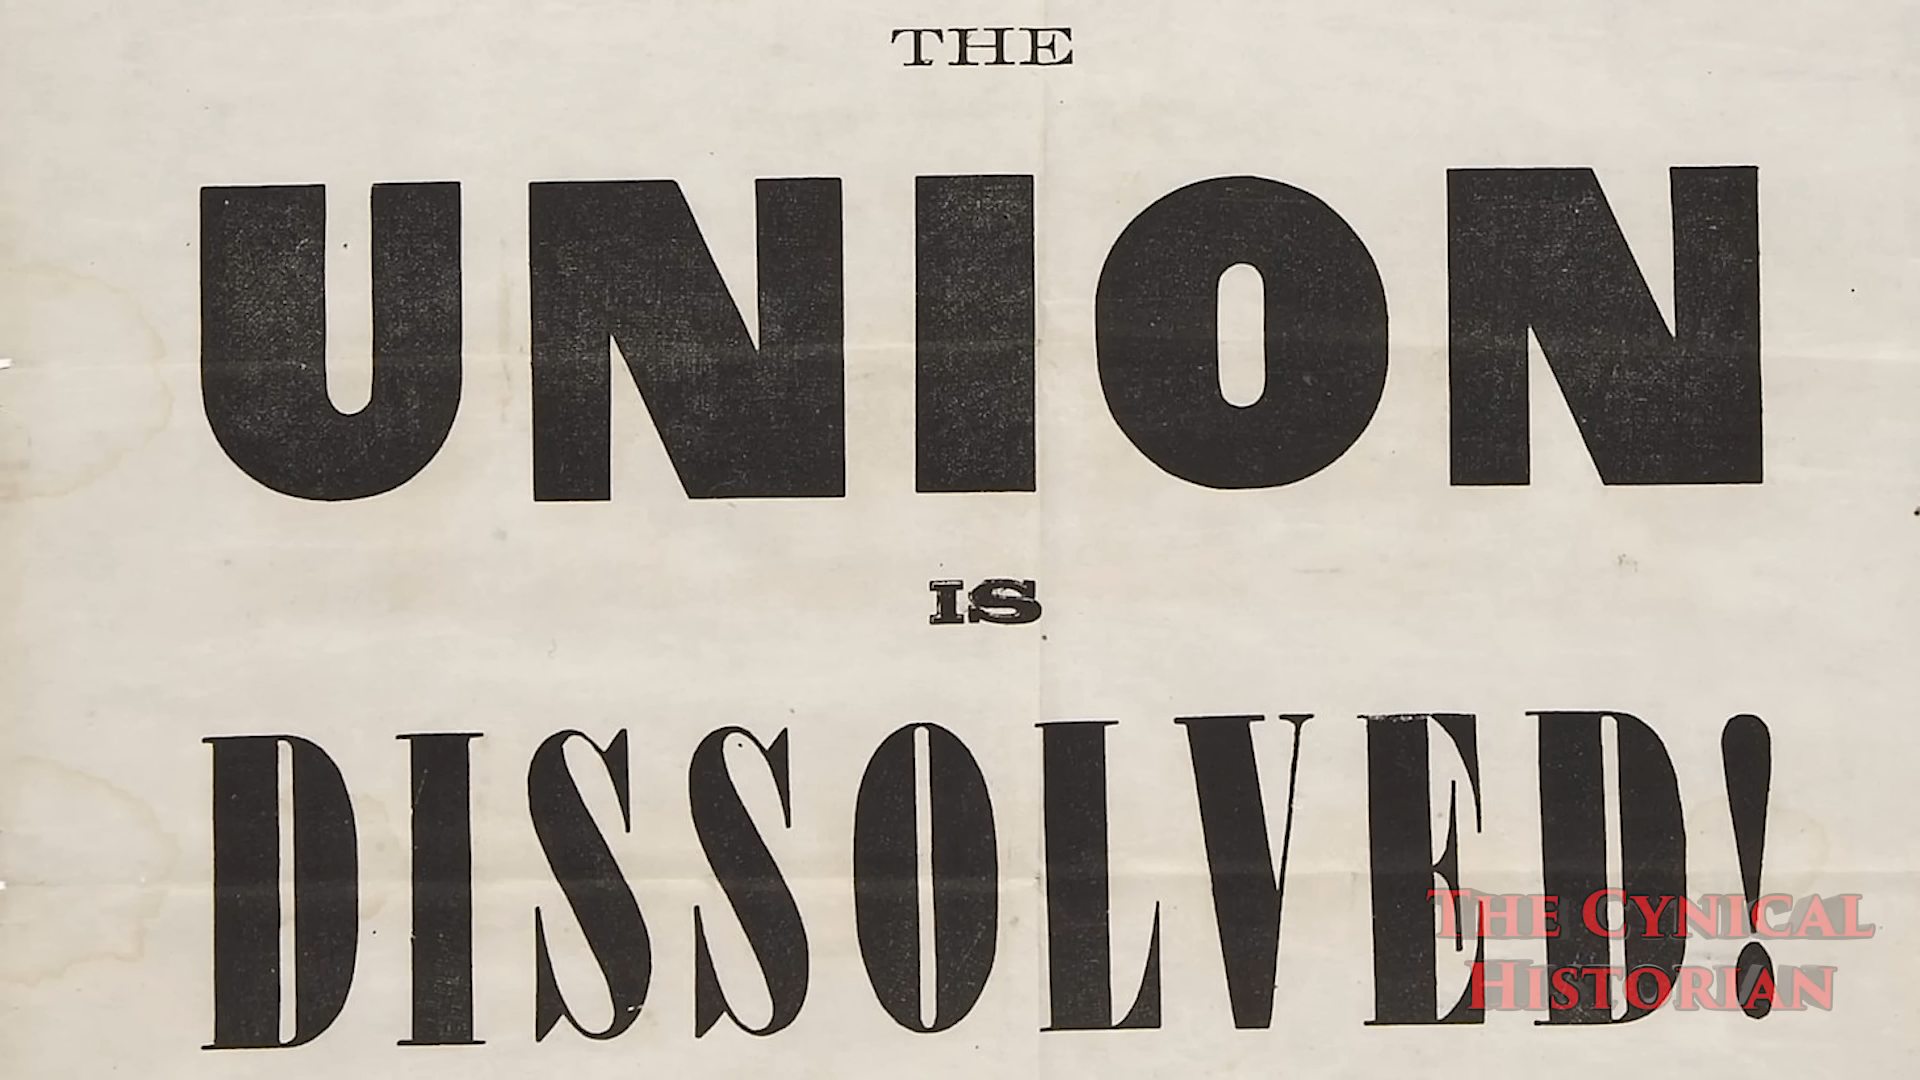 THE
UNION
IS
DISSOLVED!
THE CYNICAL
HISTORIAN